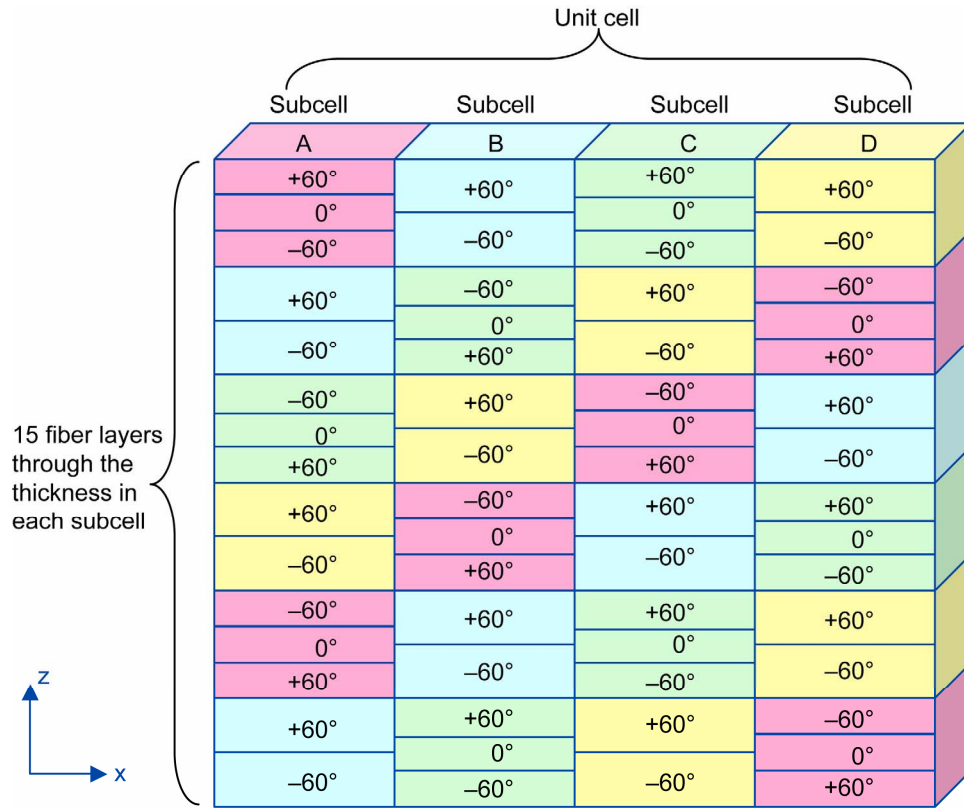 Unit cell
Subcell Subcell Subcell Subcell
A B C D
+60° +60° +60° +60°
0° 0°
–60° –60° –60° –60°
+60° –60° +60° –60°
0° 0°
–60° +60° –60° +60°
–60° +60° –60° +60°
0° 0°
+60° –60° +60° –60°
15 fiber layers
through the
thickness in
each subcell
+60° –60° +60° +60°
0° 0°
–60° +60° –60° –60°
–60° +60° +60° +60°
0° 0°
+60° –60° –60° –60°
+60° +60° +60° –60°
0° 0°
–60° –60° –60° +60°
z
x